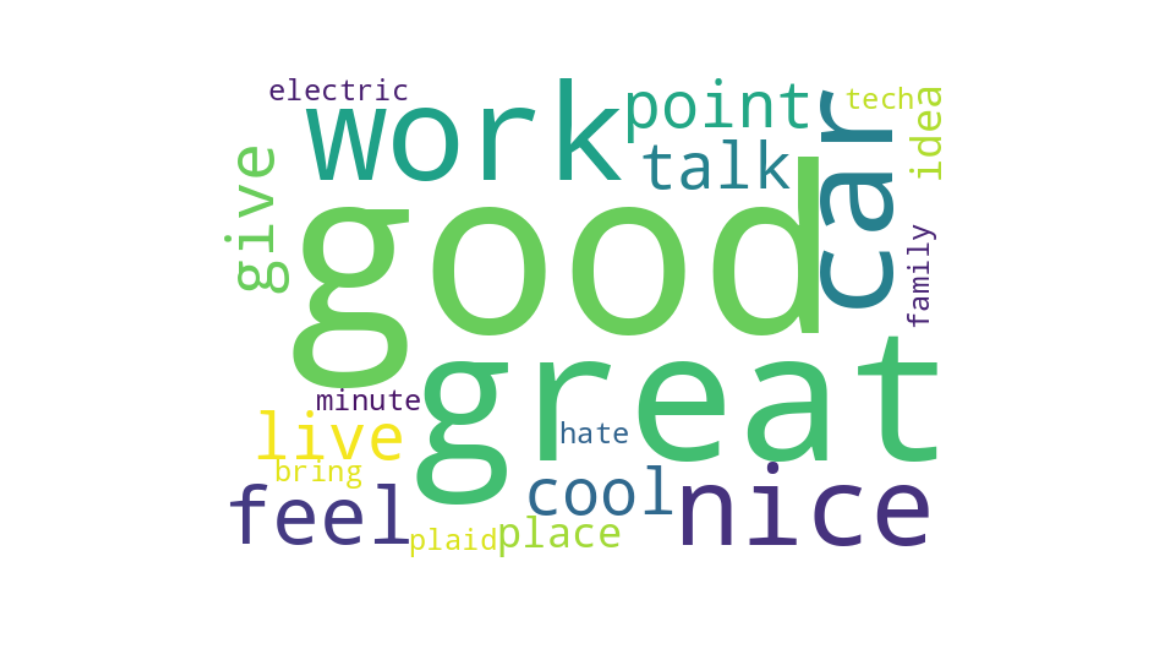 electric
work
point
tech
idea
car
talk
give
good
family
great
minute
live
hate
bring
cool
nice
feel
plaid
place